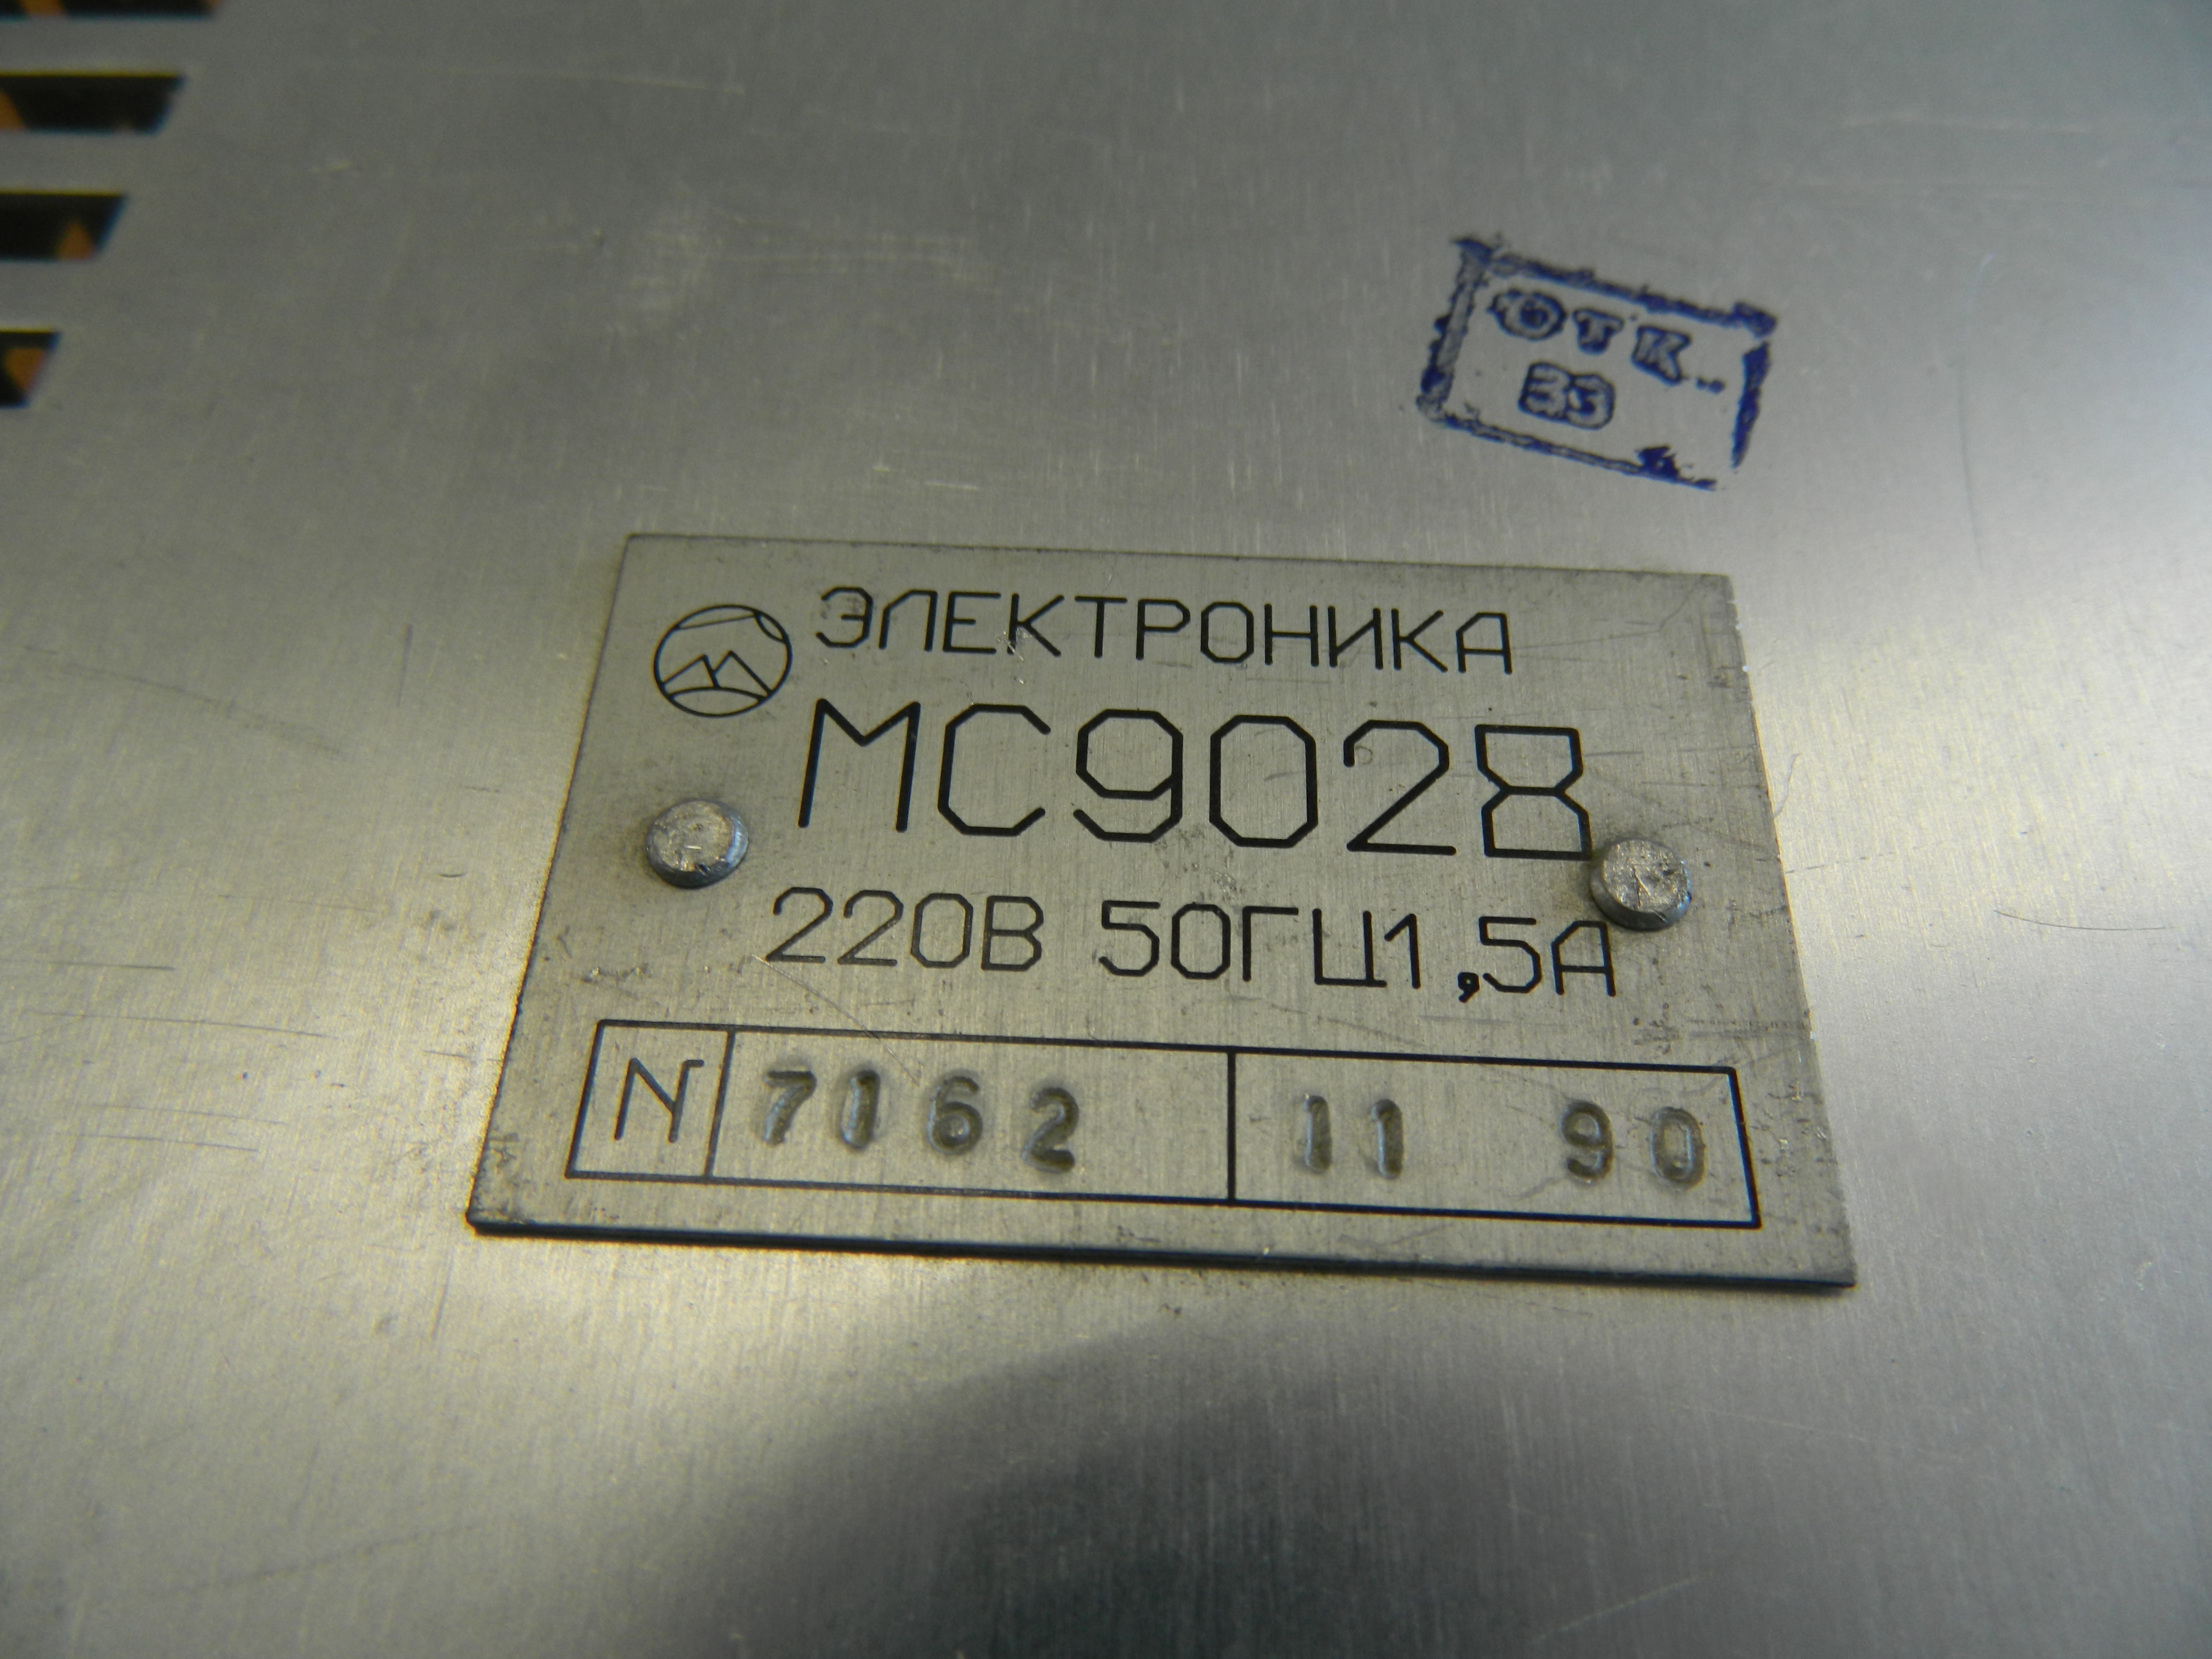 ОТК
33
ЭЛЕКТРОНИКА
МС9028
220В 50ГЦ1,5А
N 7162 11 90